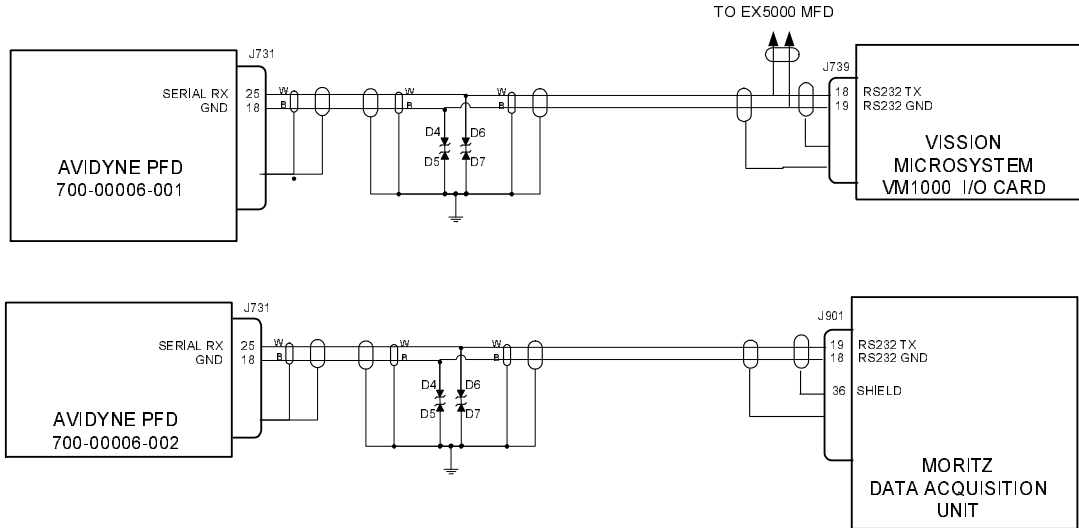 TO EX5000 MFD
J731
J739
SERIAL RX 25 W W W 18 RS232 TX
GND 18 B B 19 RS232 GND
D4 D6
D5 D7
AVIDYNE PFD
700-00006-001
VISSION
MICROSYSTEM
VM1000 I/O CARD
J731
J901
SERIAL RX 25 W W W 19 RS232 TX
GND 18 B B 18 RS232 GND
D4 D6
36 SHIELD
D5 D7
AVIDYNE PFD
700-00006-002
MORITZ
DATA ACQUISITION
UNIT